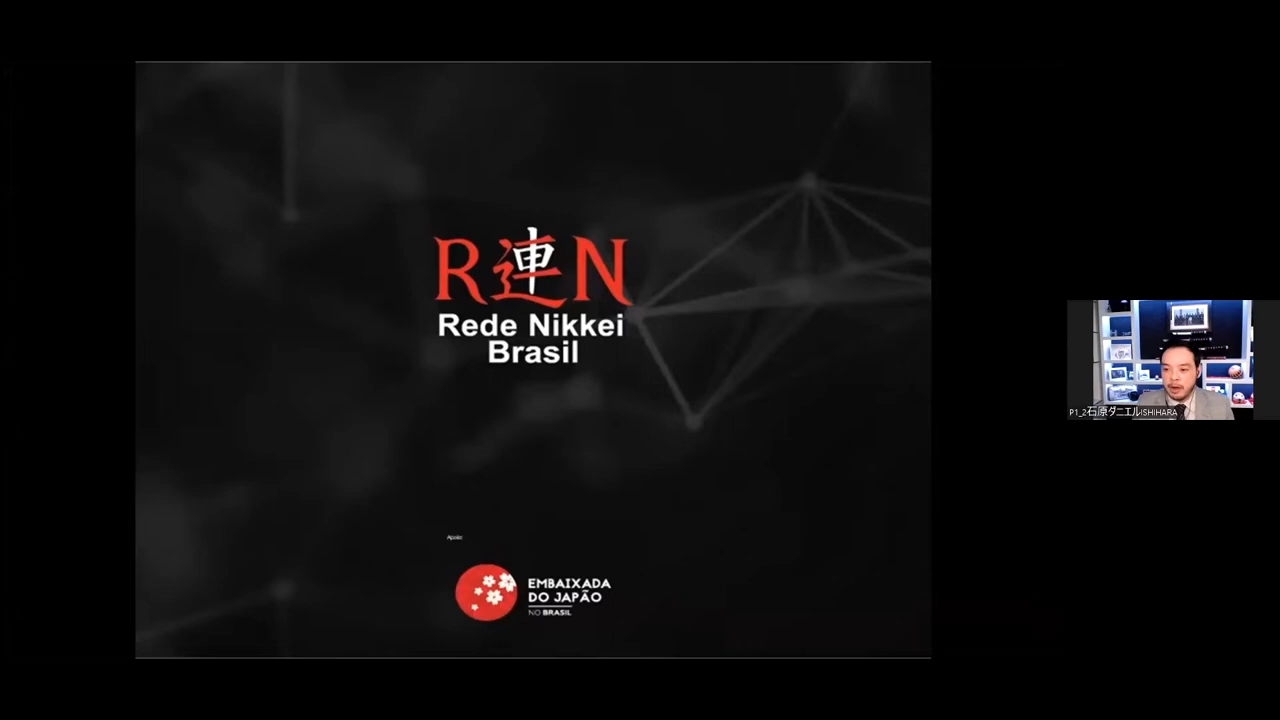 R連N
Rede Nikkei
Brasil
Apoio:
EMBAIXADA
DO JAPÃO
NO BRASIL
P1_2石原ダニエルISHIHARA